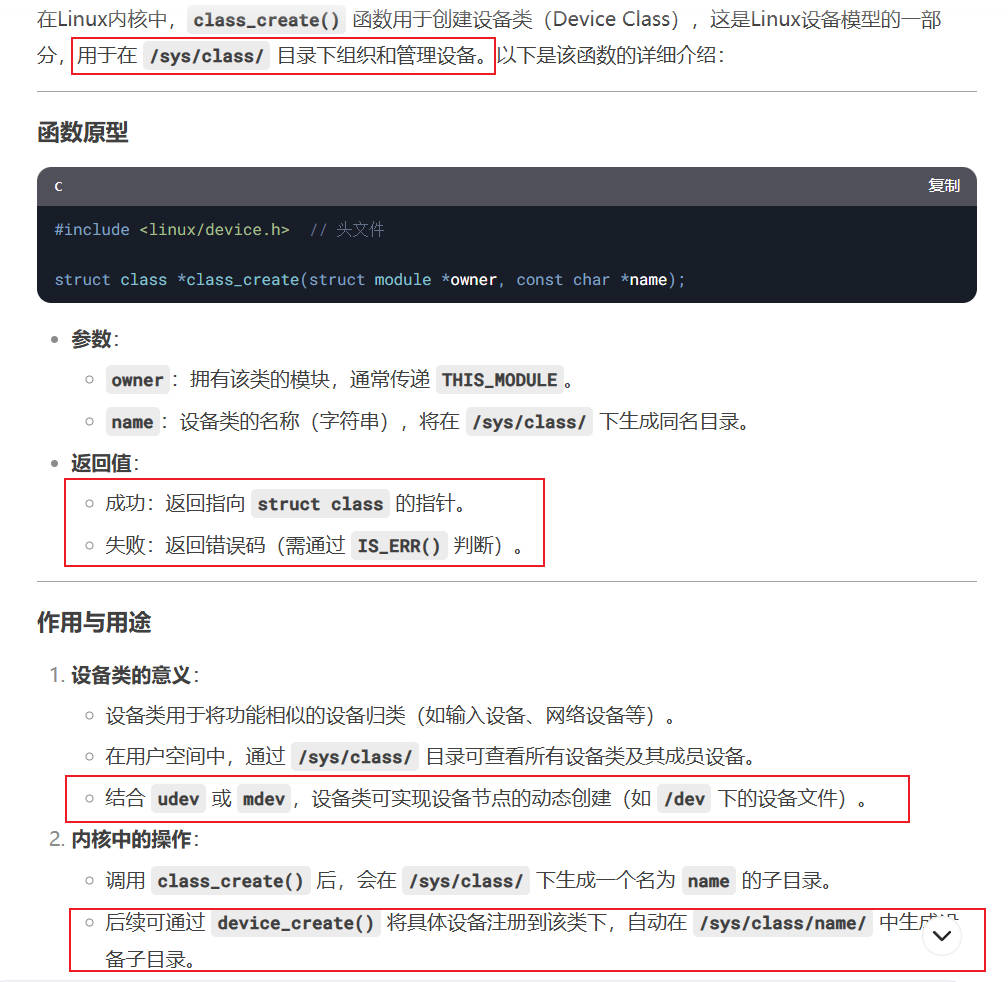 在Linux内核中，class_create() 函数用于创建设备类（Device Class），这是Linux设备模型的一部
分，用于在 /sys/class/ 目录下组织和管理设备。以下是该函数的详细介绍：
函数原型
c 复制
#include <linux/device.h>  // 头文件
struct class *class_create(struct module *owner, const char *name);
参数：
owner：拥有该类的模块，通常传递 THIS_MODULE。
name：设备类的名称（字符串），将在 /sys/class/ 下生成同名目录。
返回值：
成功：返回指向 struct class 的指针。
失败：返回错误码（需通过 IS_ERR() 判断）。
作用与用途
1. 设备类的意义：
设备类用于将功能相似的设备归类（如输入设备、网络设备等）。
在用户空间中，通过 /sys/class/ 目录可查看所有设备类及其成员设备。
结合 udev 或 mdev，设备类可实现设备节点的动态创建（如 /dev 下的设备文件）。
2. 内核中的操作：
调用 class_create() 后，会在 /sys/class/ 下生成一个名为 name 的子目录。
后续可通过 device_create() 将具体设备注册到该类下，自动在 /sys/class/name/ 中生成
备子目录。